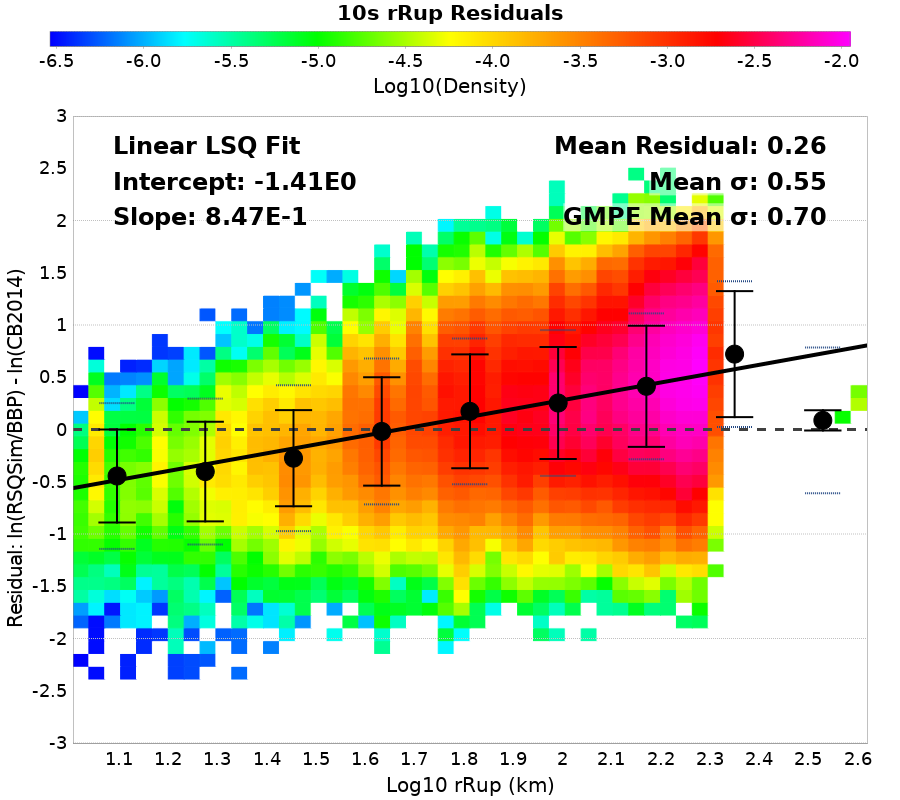 10s rRup Residuals
-6.5 -6.0 -5.5 -5.0 -4.5 -4.0 -3.5 -3.0 -2.5 -2.0
Log10(Density)
Linear LSQ Fit
Intercept: -1.41E0
Slope: 8.47E-1
Mean Residual: 0.26
Mean σ: 0.55
GMPE Mean σ: 0.70
Residual: ln(RSQSim/BBP) - ln(CB2014)
3
2.5
2
1.5
1
0.5
0
-0.5
-1
-1.5
-2
-2.5
-3
1.1 1.2 1.3 1.4 1.5 1.6 1.7 1.8 1.9 2 2.1 2.2 2.3 2.4 2.5 2.6
Log10 rRup (km)